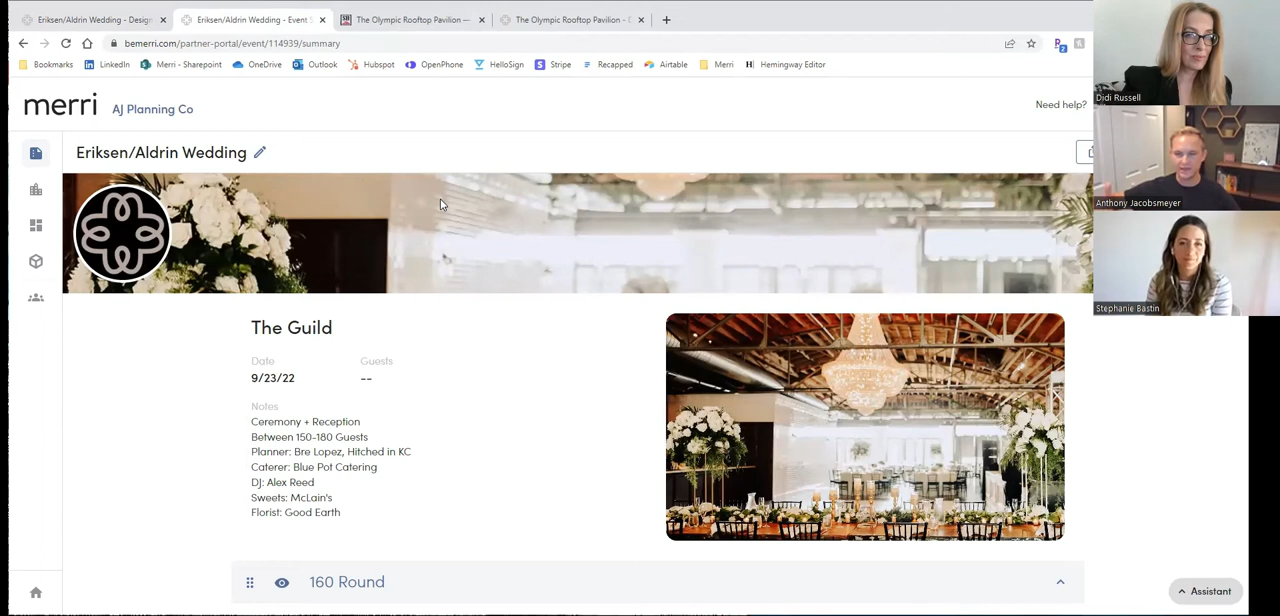 Eriksen/Aldrin Wedding - Design
Eriksen/Aldrin Wedding - Event S
The Olympic Rooftop Pavilion —
The Olympic Rooftop Pavilion -
bemerri.com/partner-portal/event/114939/summary
Bookmarks LinkedIn Merri - Sharepoint OneDrive Outlook Hubspot OpenPhone HelloSign Stripe Recapped Airtable Merri Hemingway Editor
merri AJ Planning Co Need help?
Eriksen/Aldrin Wedding
The Guild
Date Guests
9/23/22 --
Notes
Ceremony + Reception
Between 150-180 Guests
Planner: Bre Lopez, Hitched in KC
Caterer: Blue Pot Catering
DJ: Alex Reed
Sweets: McLain's
Florist: Good Earth
160 Round
Assistant
Didi Russell
Anthony Jacobsmeyer
Stephanie Bastin